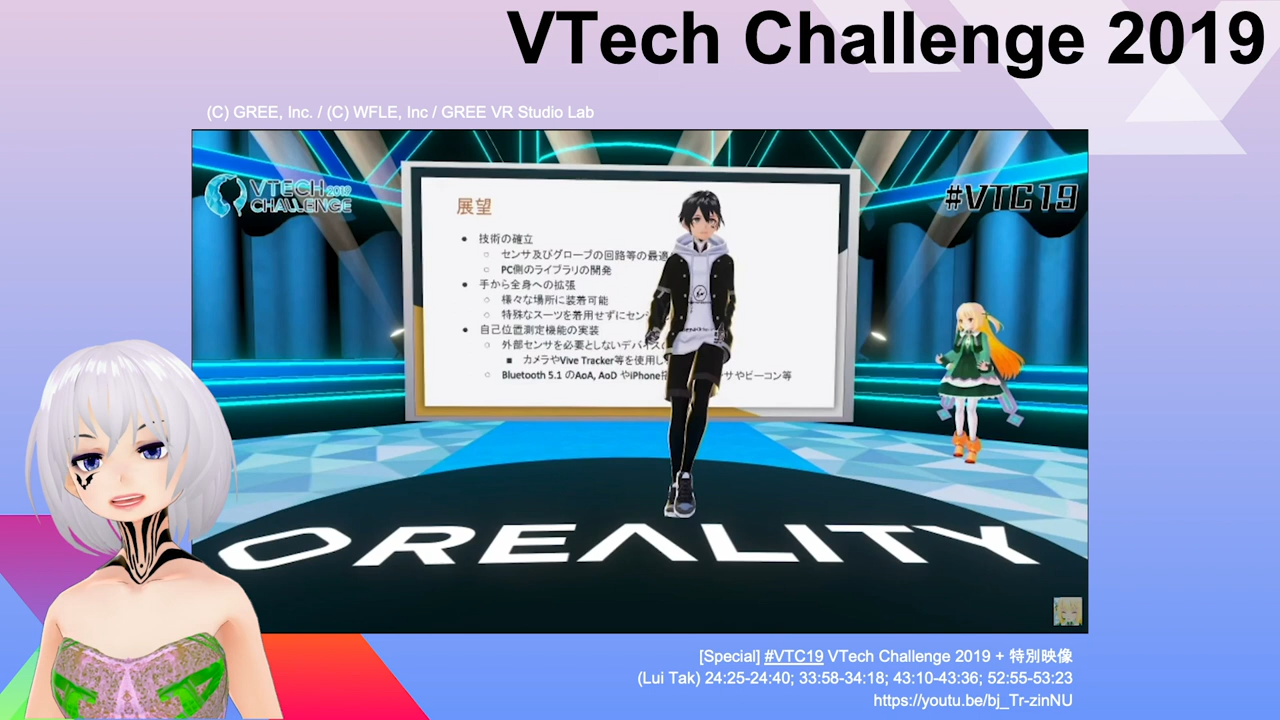 VTech Challenge 2019
(C) GREE, Inc. / (C) WFLE, Inc / GREE VR Studio Lab
VTECH 2019
CHALLENGE
#VTC19
展望
● 技術の確立
○ センサ及びグローブの回路等の最適
○ PC側のライブラリの開発
● 手から全身への拡張
○ 様々な場所に装着可能
○ 特殊なスーツを着用せずにセン
● 自己位置測定機能の実装
○ 外部センサを必要としないデバイス
■ カメラやVive Tracker等を使用し
○ Bluetooth 5.1 のAoA, AoD やiPhone サやビーコン等
REALITY
[Special] #VTC19 VTech Challenge 2019 + 特別映像
(Lui Tak) 24:25-24:40; 33:58-34:18; 43:10-43:36; 52:55-53:23
https://youtu.be/bj_Tr-zinNU